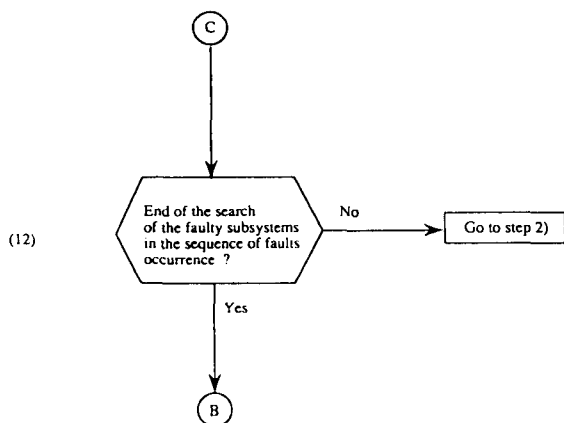 C
End of the search
of the faulty subsystems
in the sequence of faults
occurrence ?
No
Go to step 2)
(12)
Yes
B